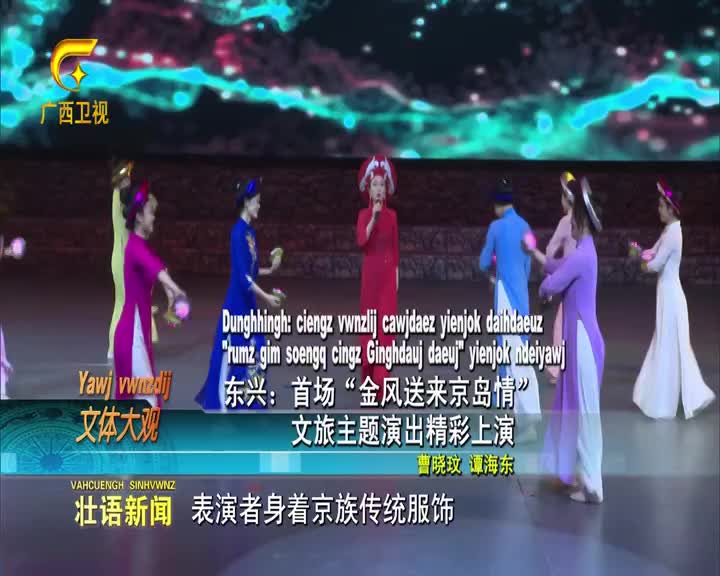 广西卫视
Dunghhingh: ciengz vwnzlij cawjdaez yienjok daihdaeuz
"rumz gim soengq cingz Ginghdauj daeuj" yienjok ndeiyawj
Yawj vwnzdij
文体大观
东兴：首场“金风送来京岛情”
文旅主题演出精彩上演
曹晓玟 谭海东
VAHCUENGH SINHVWNZ
壮语新闻
表演者身着京族传统服饰